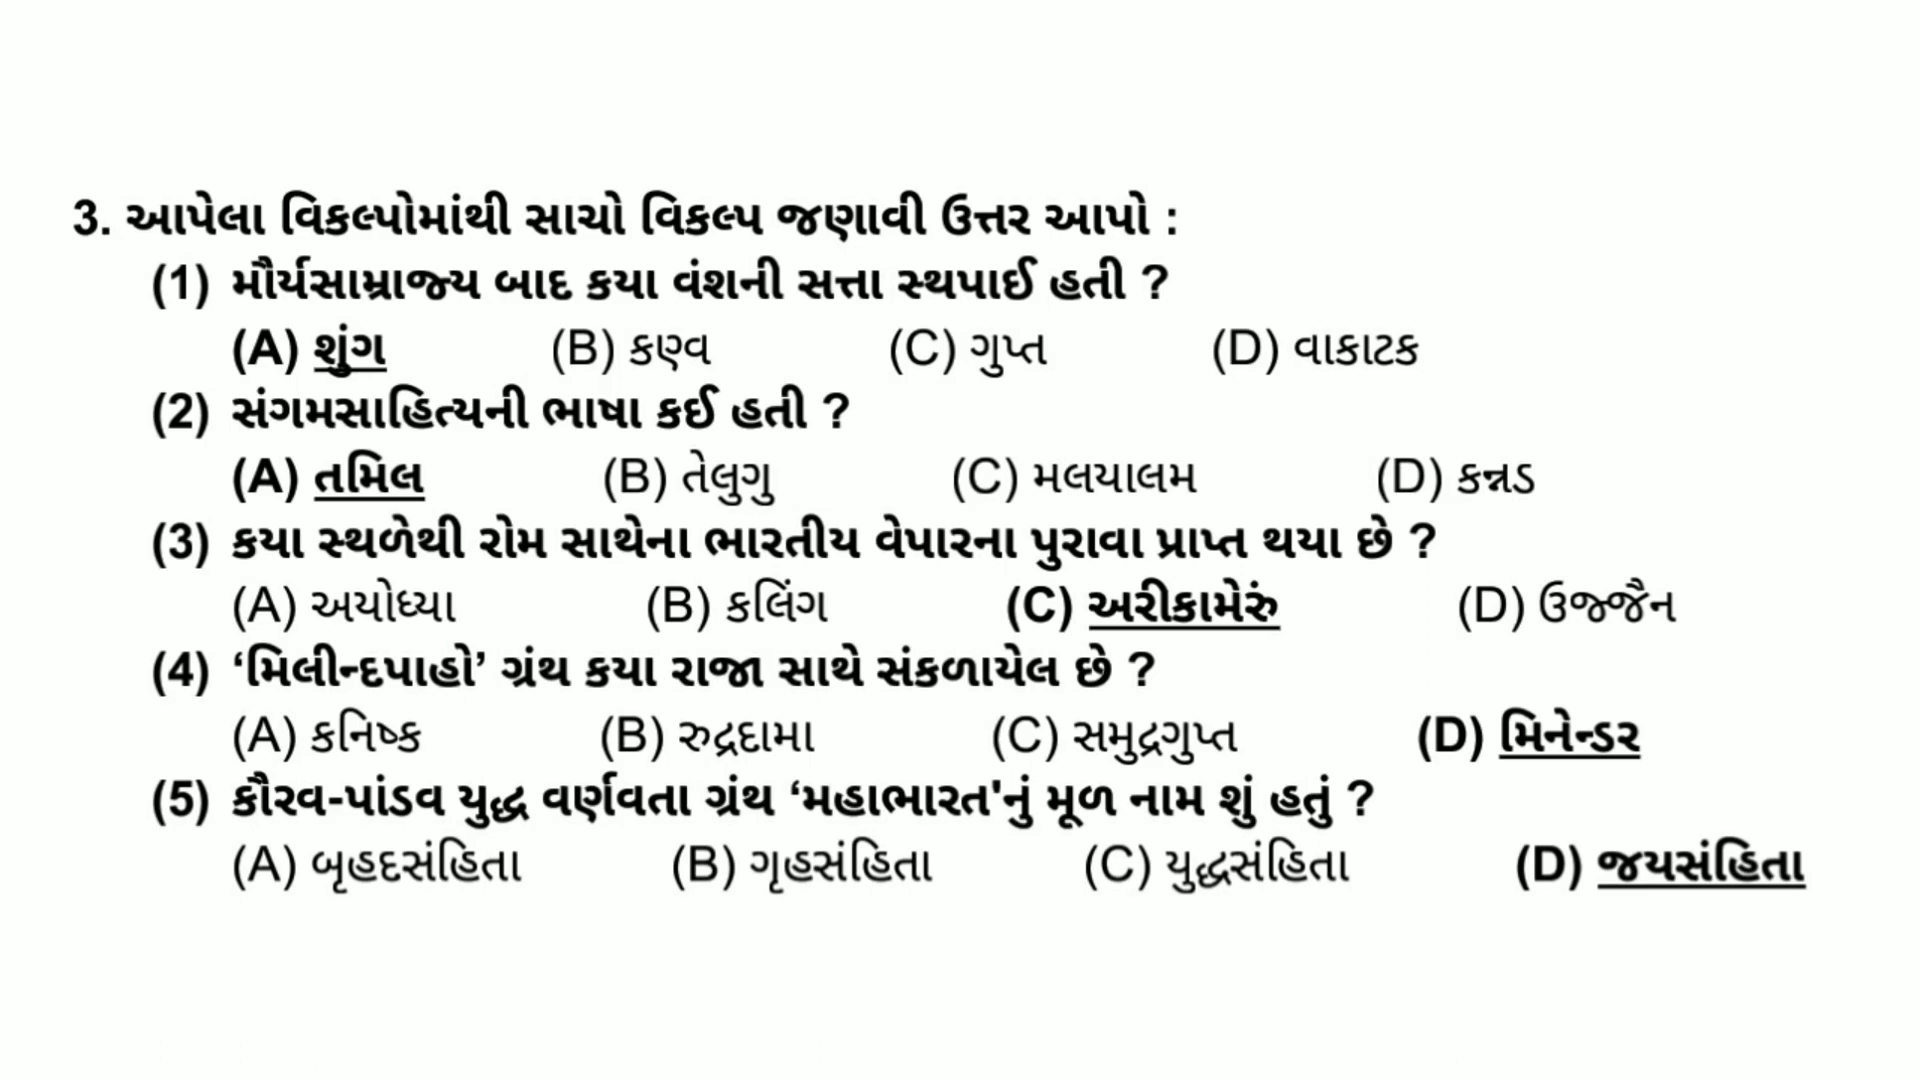 3. આપેલા વિકલ્પોમાંથી સાચો વિકલ્પ જણાવી ઉત્તર આપો :
(1) મૌર્યસામ્રાજ્ય બાદ કયા વંશની સત્તા સ્થપાઈ હતી ?
(A) શુંગ (B) કણ્વ (C) ગુપ્ત (D) વાકાટક
(2) સંગમસાહિત્યની ભાષા કઈ હતી ?
(A) તમિલ (B) તેલુગુ (C) મલયાલમ (D) કન્નડ
(3) કયા સ્થળેથી રોમ સાથેના ભારતીય વેપારના પુરાવા પ્રાપ્ત થયા છે ?
(A) અયોધ્યા (B) કલિંગ (C) અરીકામેરું (D) ઉજ્જૈન
(4) ‘મિલીન્દપાહો’ ગ્રંથ કયા રાજા સાથે સંકળાયેલ છે ?
(A) કનિષ્ક (B) રુદ્રદામા (C) સમુદ્રગુપ્ત (D) મિનેન્ડર
(5) કૌરવ-પાંડવ યુદ્ધ વર્ણવતા ગ્રંથ ‘મહાભારત'નું મૂળ નામ શું હતું ?
(A) બૃહદસંહિતા (B) ગૃહસંહિતા (C) યુદ્ધસંહિતા (D) જયસંહિતા